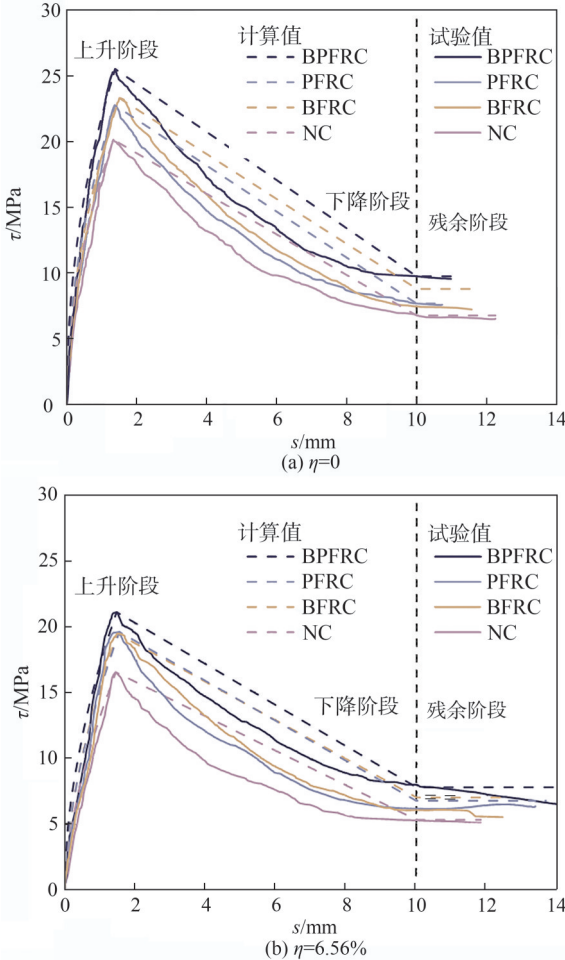 30
25
20
15
10
5
0
τ/MPa
上升阶段
计算值
BPFRC
PFRC
BFRC
NC
试验值
BPFRC
PFRC
BFRC
NC
下降阶段
残余阶段
0 2 4 6 8 10 12 14
s/mm
(a) η=0
30
25
20
15
10
5
0
τ/MPa
上升阶段
计算值
BPFRC
PFRC
BFRC
NC
试验值
BPFRC
PFRC
BFRC
NC
下降阶段
残余阶段
0 2 4 6 8 10 12 14
s/mm
(b) η=6.56%